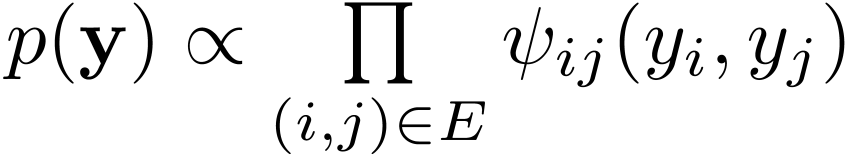 p(𝐲) ∝ ∏_{(i,j)∈E} ψ_{ij}(y_i, y_j)